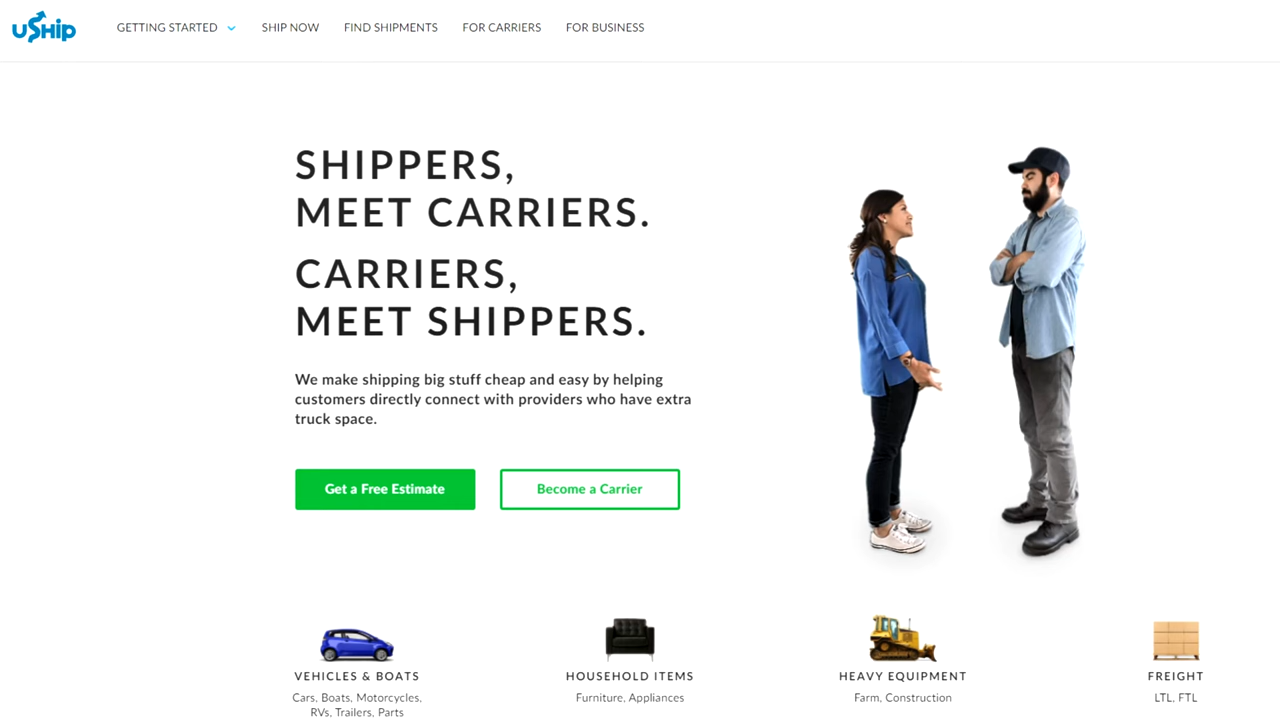 uSHip
GETTING STARTED
SHIP NOW
FIND SHIPMENTS
FOR CARRIERS
FOR BUSINESS
SHIPPERS,
MEET CARRIERS.
CARRIERS,
MEET SHIPPERS.
We make shipping big stuff cheap and easy by helping
customers directly connect with providers who have extra
truck space.
Get a Free Estimate
Become a Carrier
VEHICLES & BOATS
Cars, Boats, Motorcycles,
RVs, Trailers, Parts
HOUSEHOLD ITEMS
Furniture, Appliances
HEAVY EQUIPMENT
Farm, Construction
FREIGHT
LTL, FTL